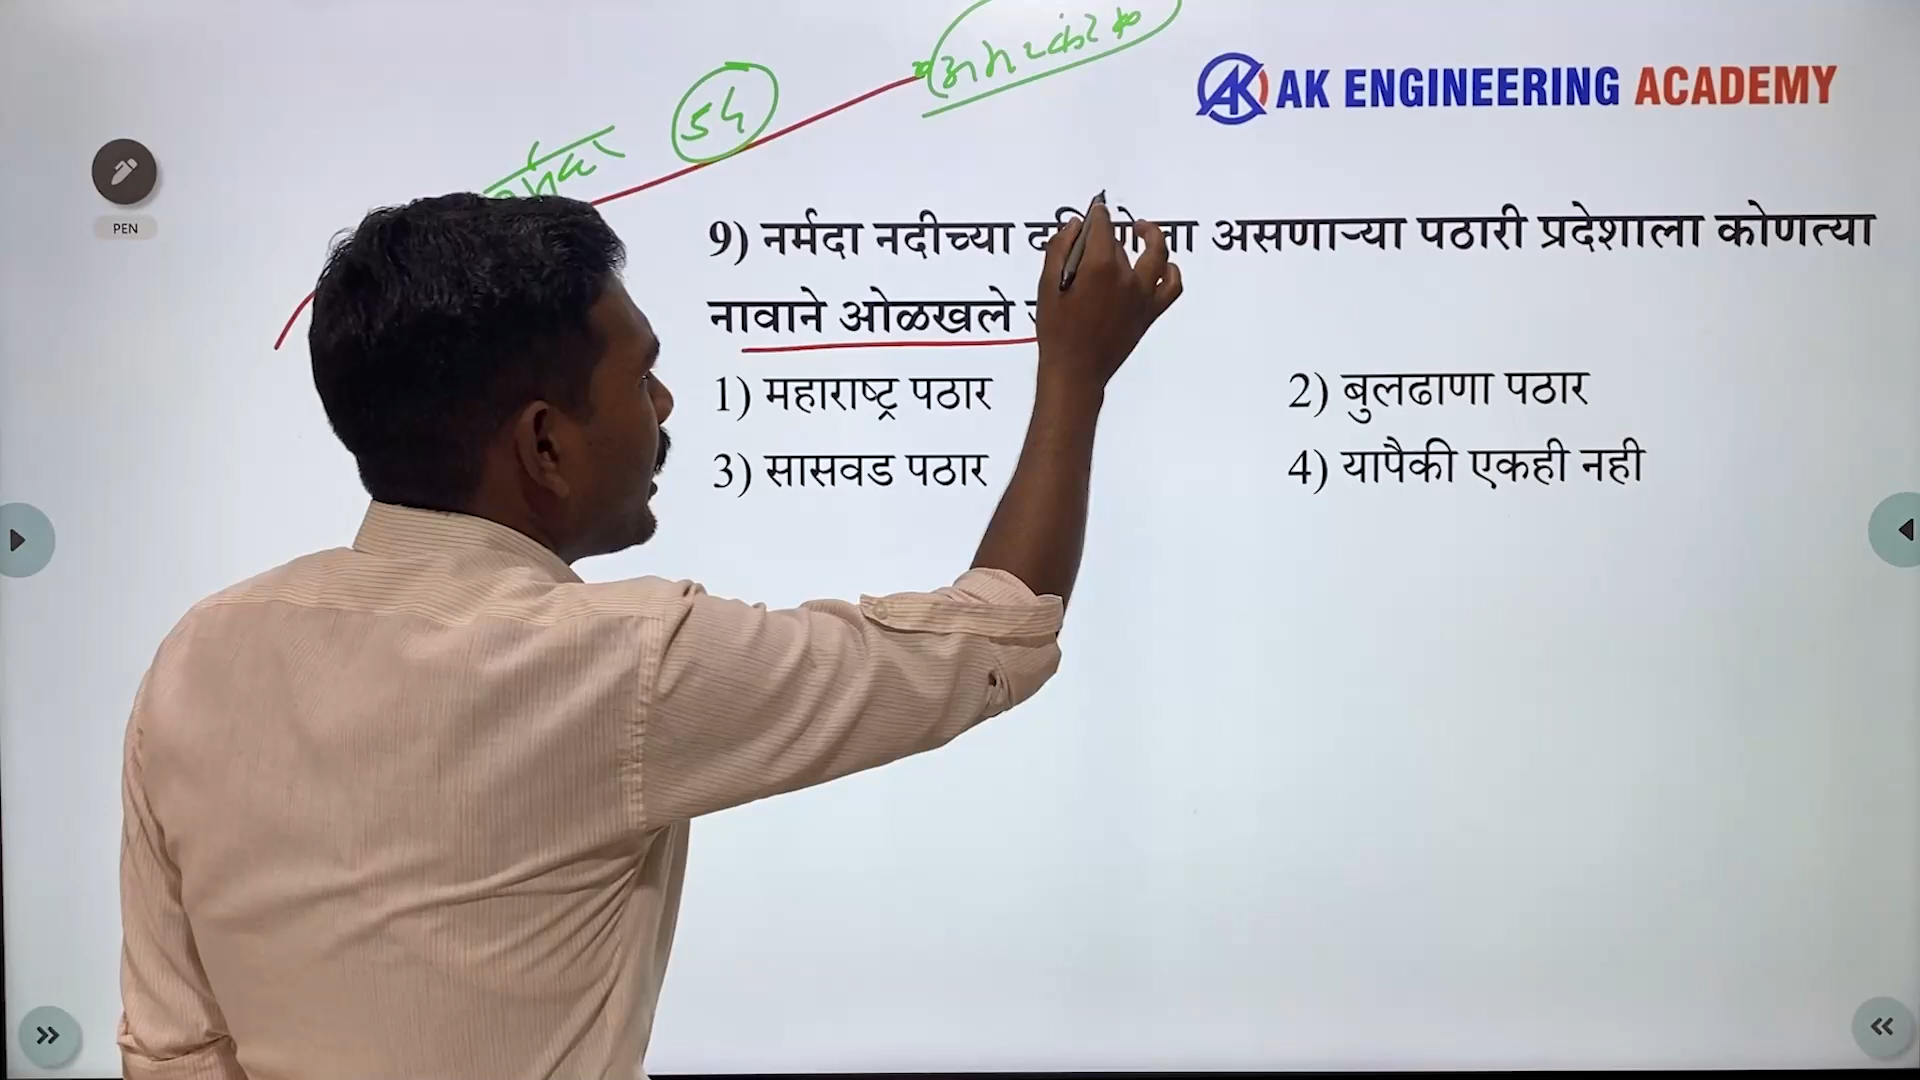 54
AK ENGINEERING ACADEMY
PEN
9) नर्मदा नदीच्या असणाऱ्या पठारी प्रदेशाला कोणत्या
नावाने ओळखले
1) महाराष्ट्र पठार
2) बुलढाणा पठार
3) सासवड पठार
4) यापैकी एकही नही